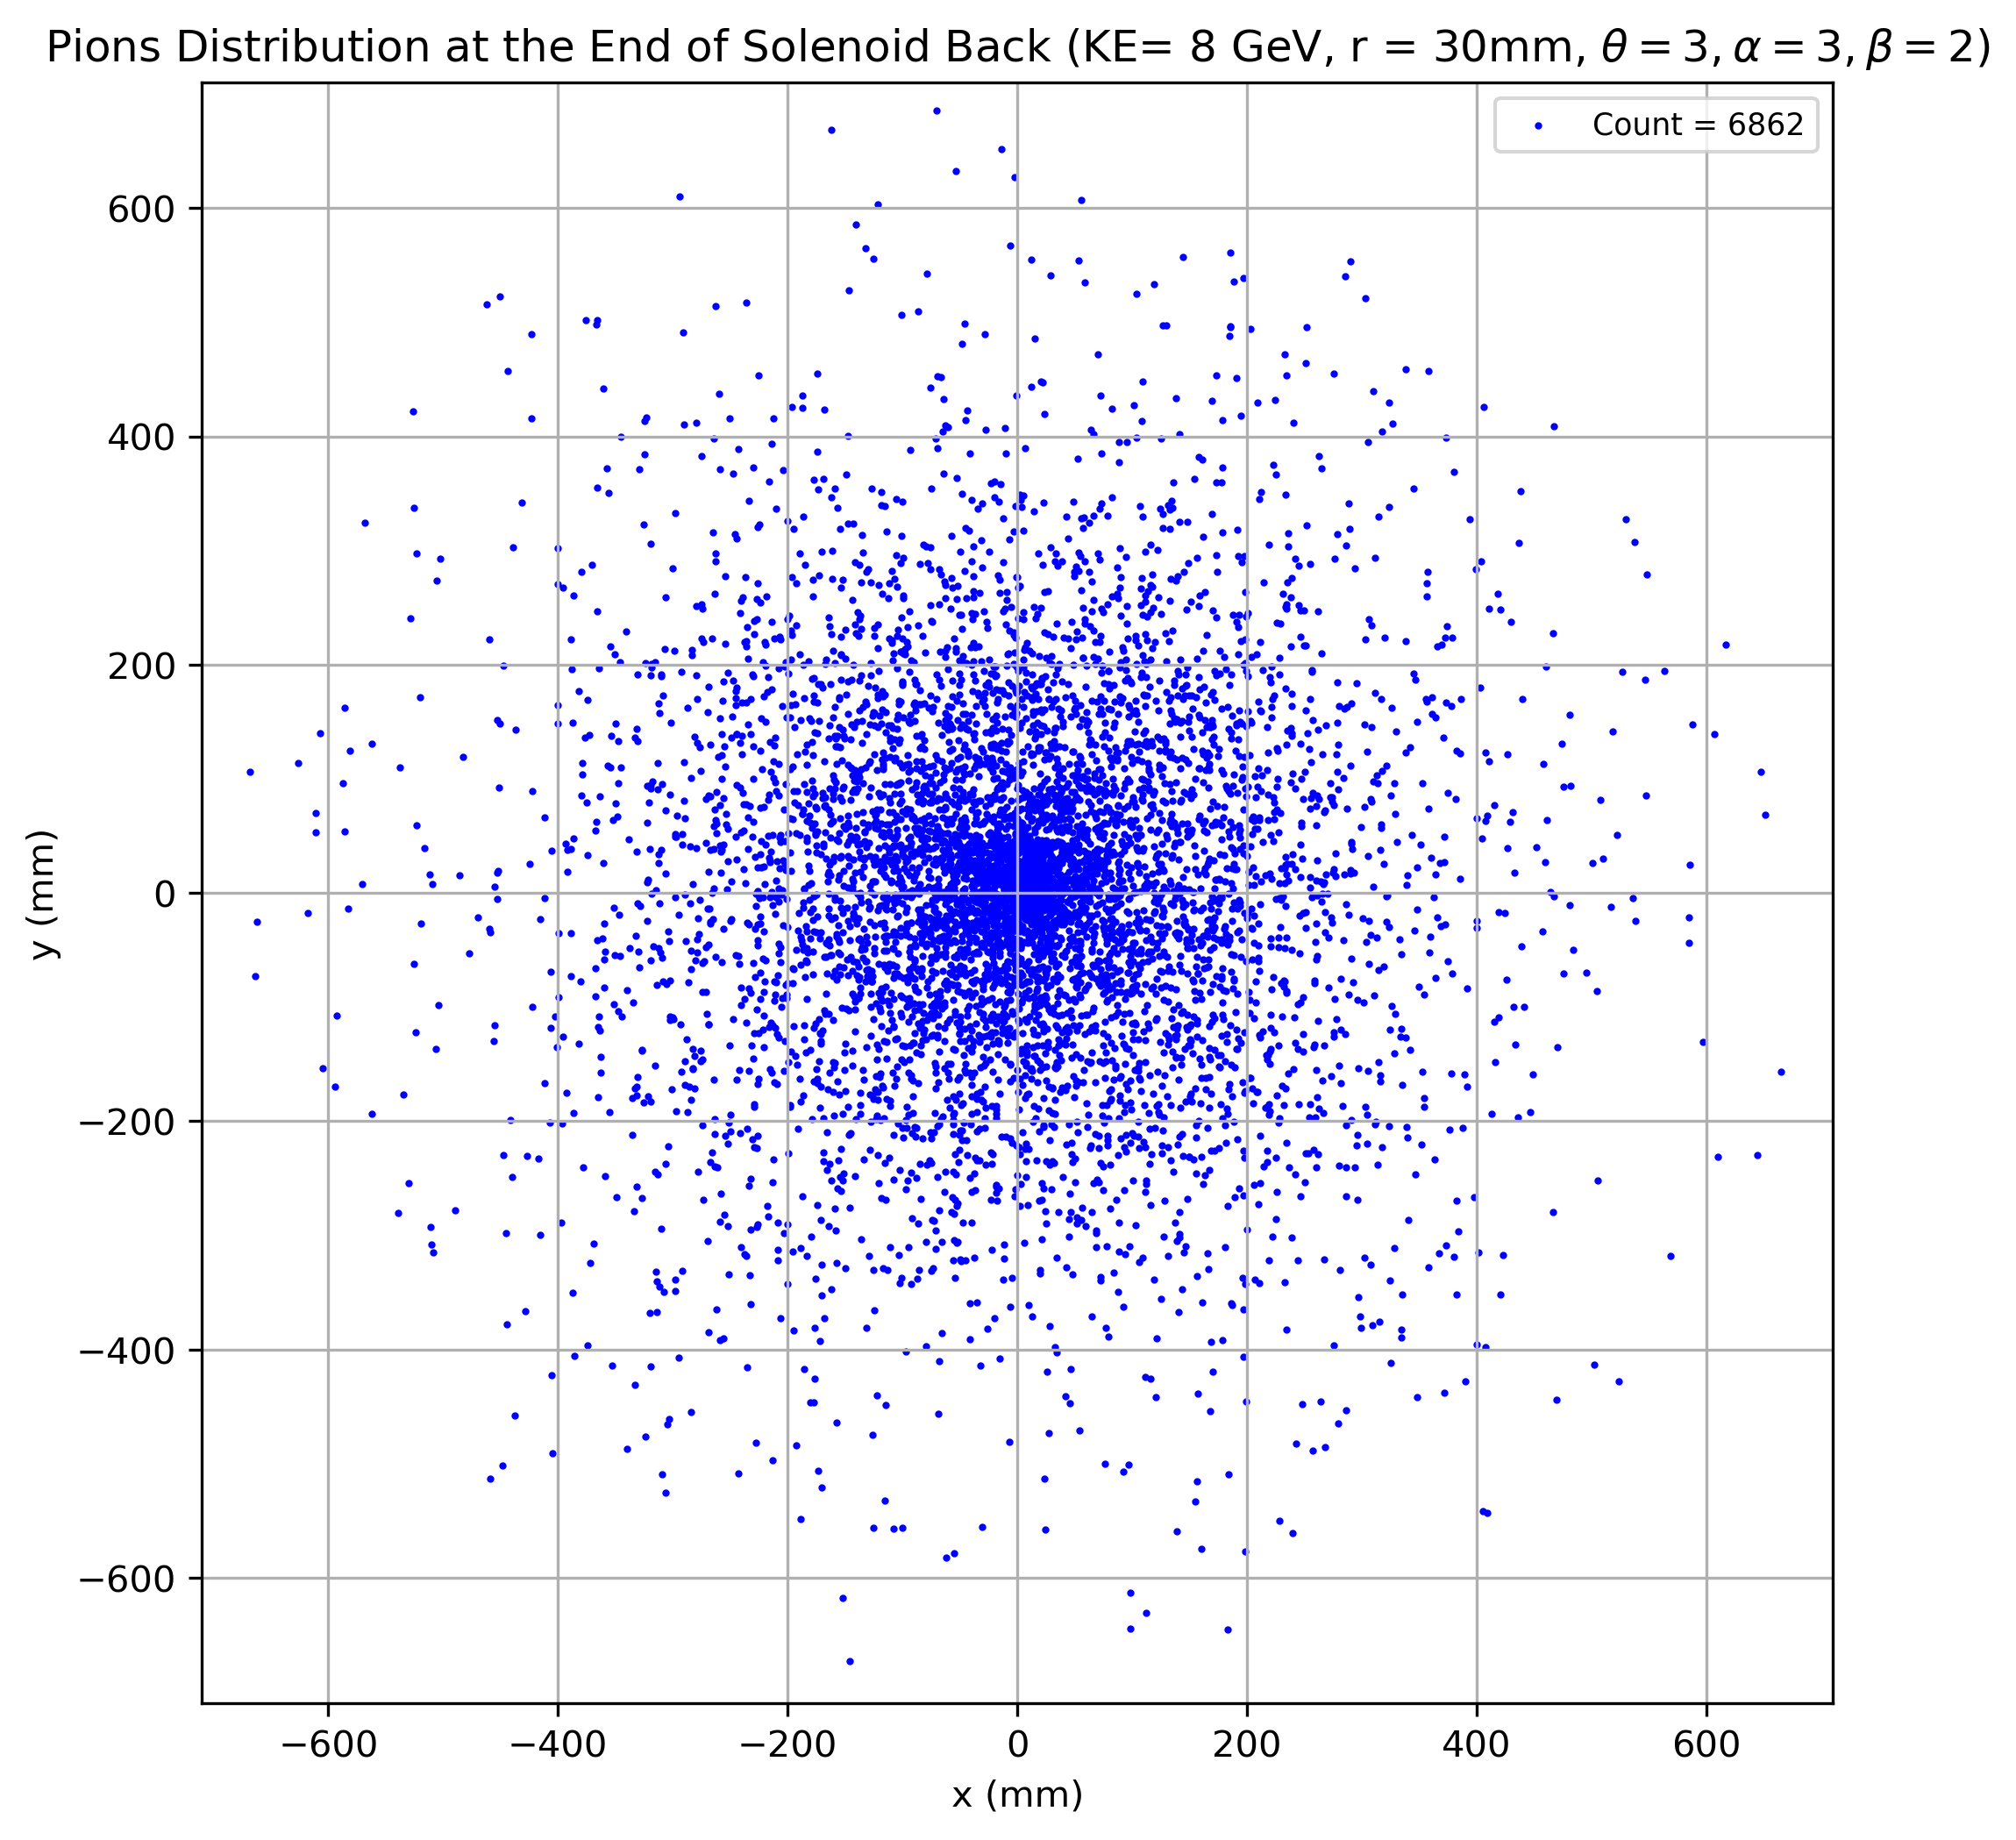 Pions Distribution at the End of Solenoid Back (KE= 8 GeV, r = 30mm, θ = 3, α = 3, β = 2)
Count = 6862
600
400
200
0
−200
−400
−600
y (mm)
−600 −400 −200 0 200 400 600
x (mm)